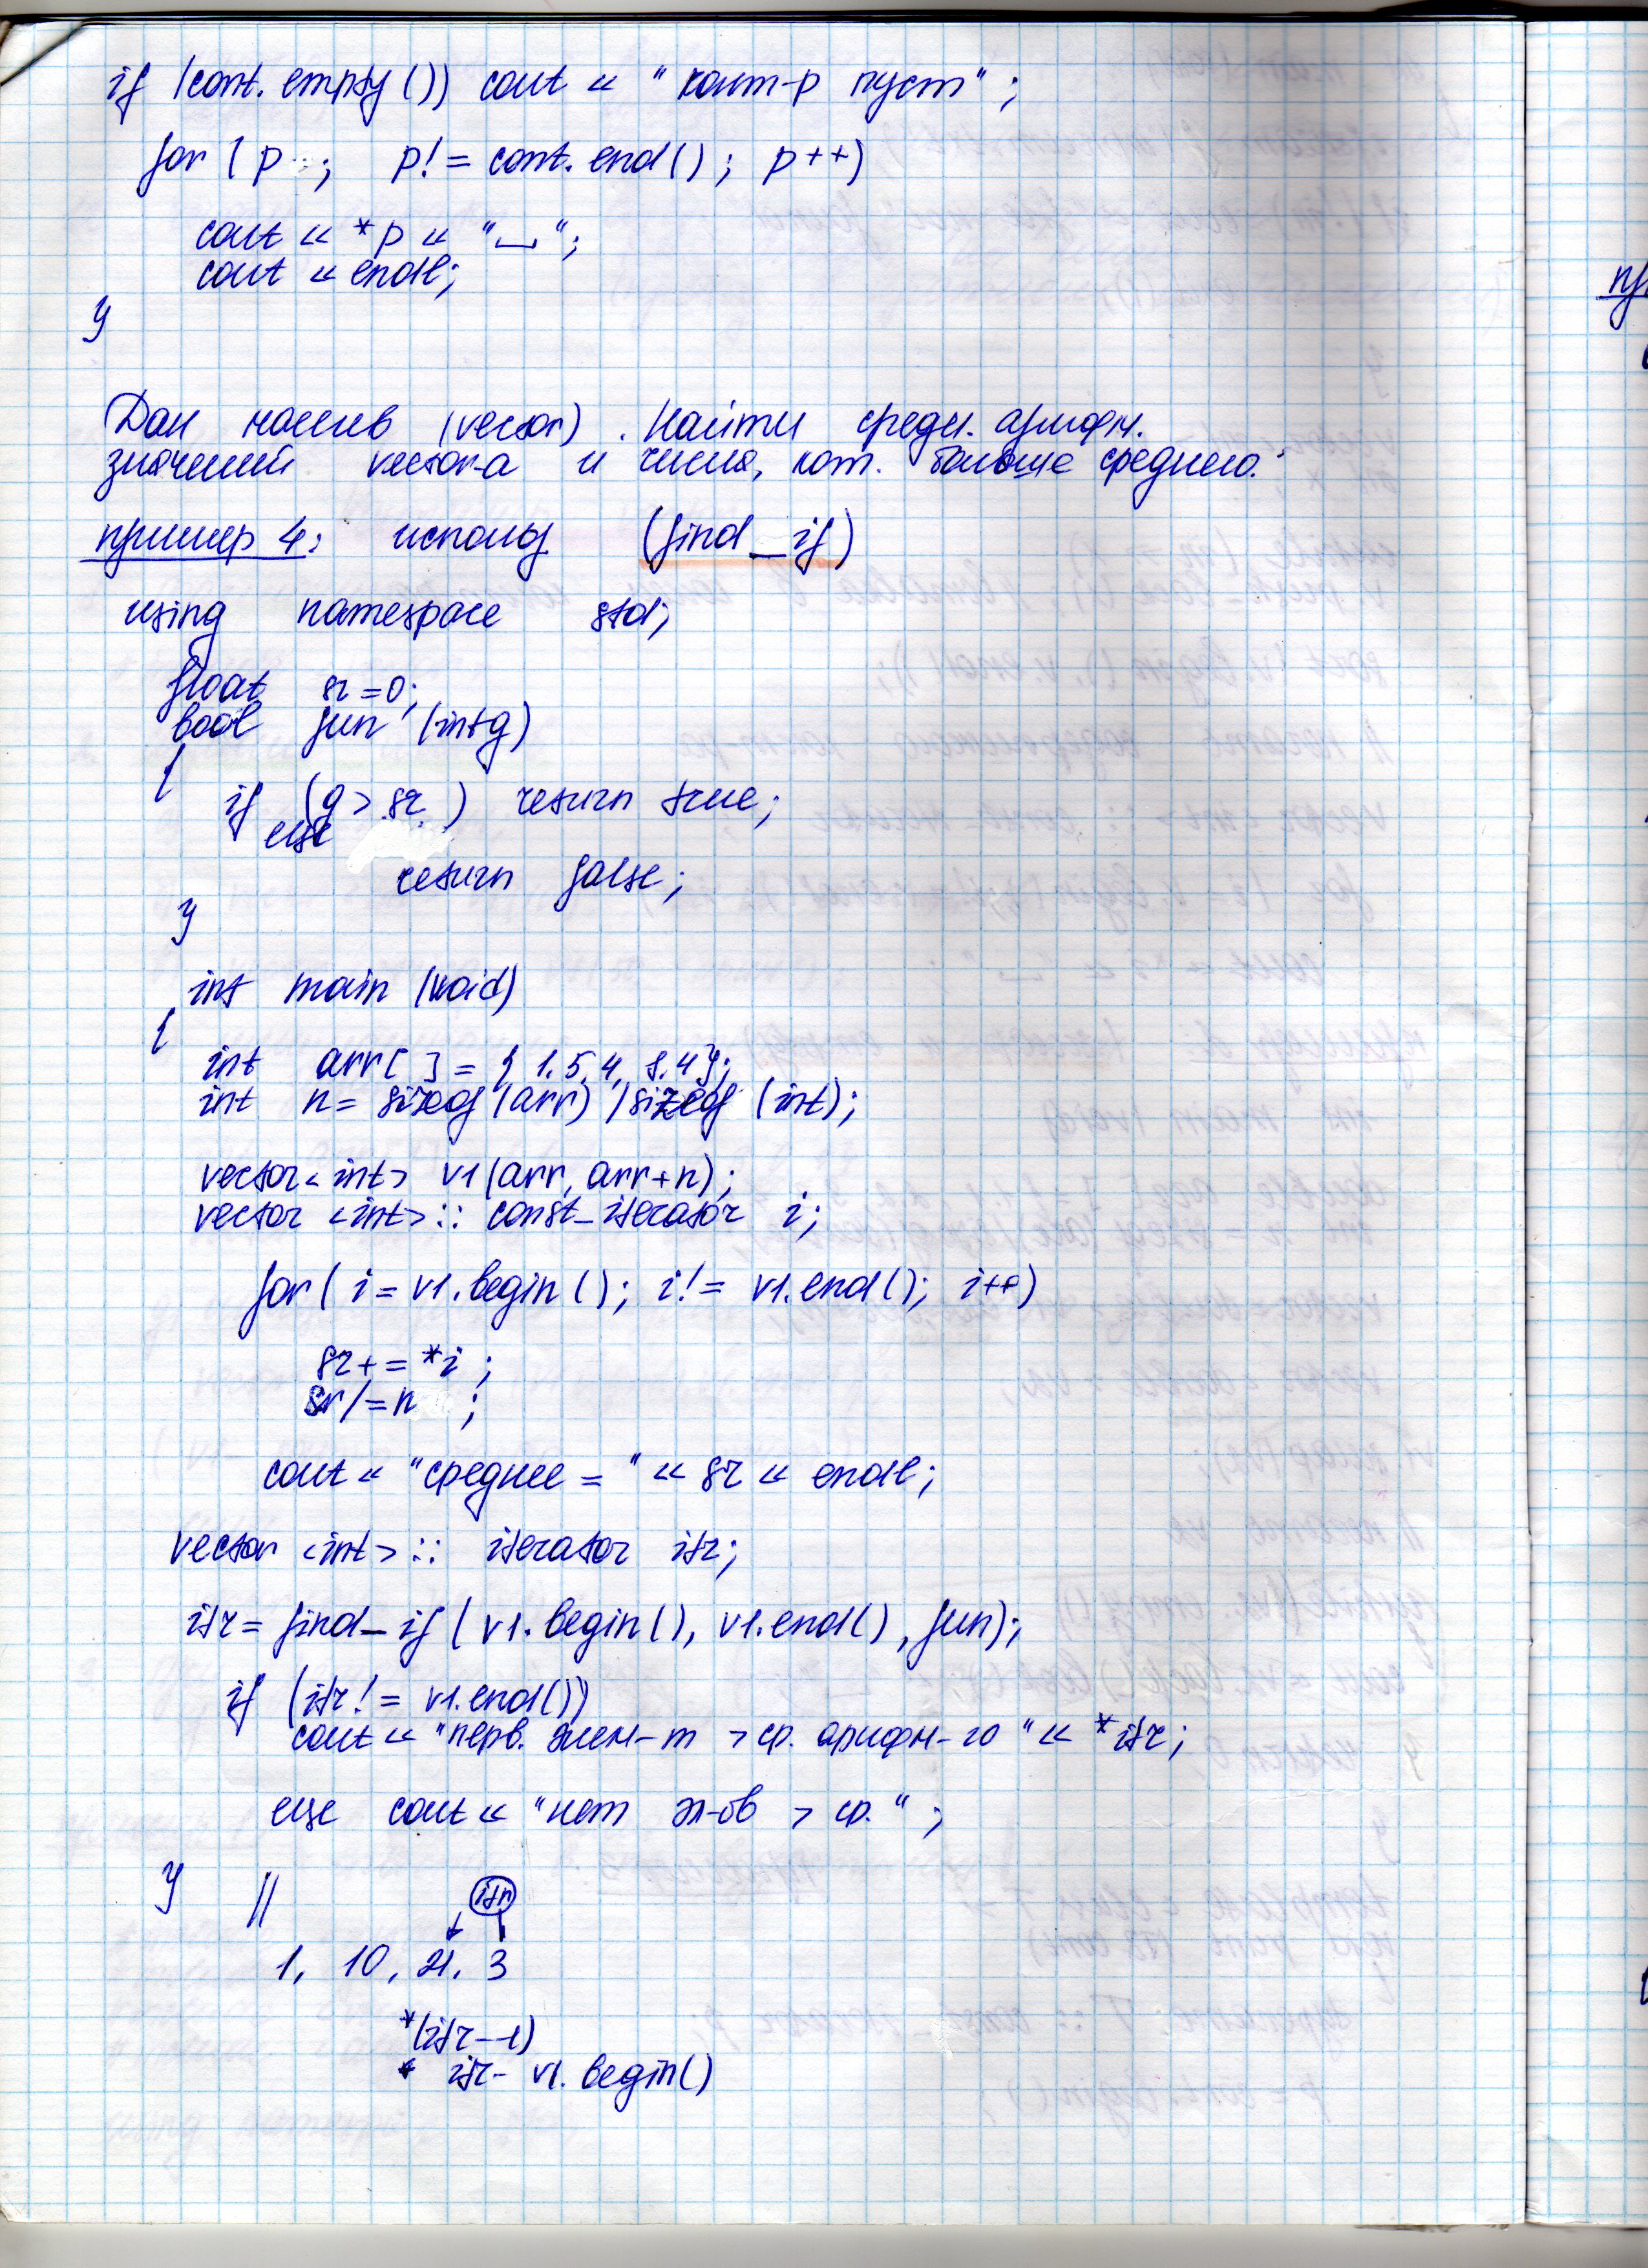 if (cont.empty()) cout << "конт-р пуст";
for (p ; p != cont.end(); p++)
cout << *p << "⎵";
cout << endl;
}
Дан массив (vector). Найти средн. арифм.
значений vector-а и числа, кот. больше среднего.
пример 4: использ (find_if)
using namespace std;
float sr=0;
bool fun (int g)
{
if (g > sr) return true;
else
return false;
}
int main (void)
{
int arr[ ] = { 1, 5, 4, 8, 4};
int n = sizeof (arr) / sizeof (int);
vector<int> v1(arr, arr+n);
vector <int>:: const_iterator i;
for( i = v1.begin(); i != v1.end(); i++)
sr += *i ;
sr /= n ;
cout << "среднее = " << sr << endl;
vector <int>:: iterator itr;
itr = find_if ( v1.begin(), v1.end(), fun);
if (itr != v1.end())
cout << "перв. элем-т > ср. арифм-го" << *itr;
else cout << "нет эл-ов > ср." ;
} //
itr
1, 10, 21, 3
*(itr-1)
itr - v1.begin()
пр